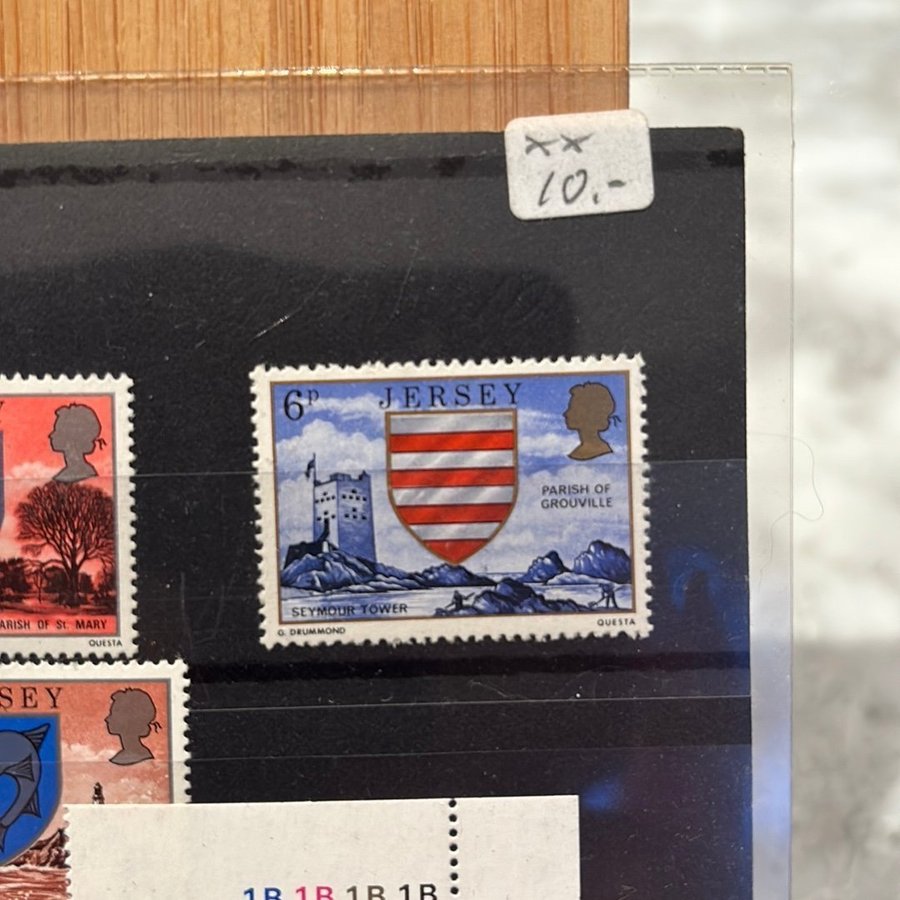 xx
10.-
6P JERSEY
PARISH OF
GROUVILLE
SEYMOUR TOWER
G. DRUMMOND
QUESTA
Y
PARISH OF St. MARY
QUESTA
SEY
1B 1B 1B 1B